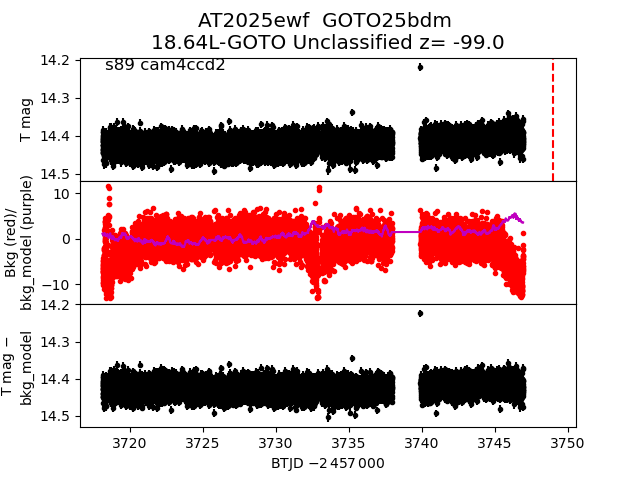 AT2025ewf  GOTO25bdm
18.64L-GOTO Unclassified z= -99.0
s89 cam4ccd2
14.2
14.3
14.4
14.5
T mag
10
0
−10
Bkg (red)/
bkg_model (purple)
14.2
14.3
14.4
14.5
T mag −
bkg_model
3720 3725 3730 3735 3740 3745 3750
BTJD −2 457 000